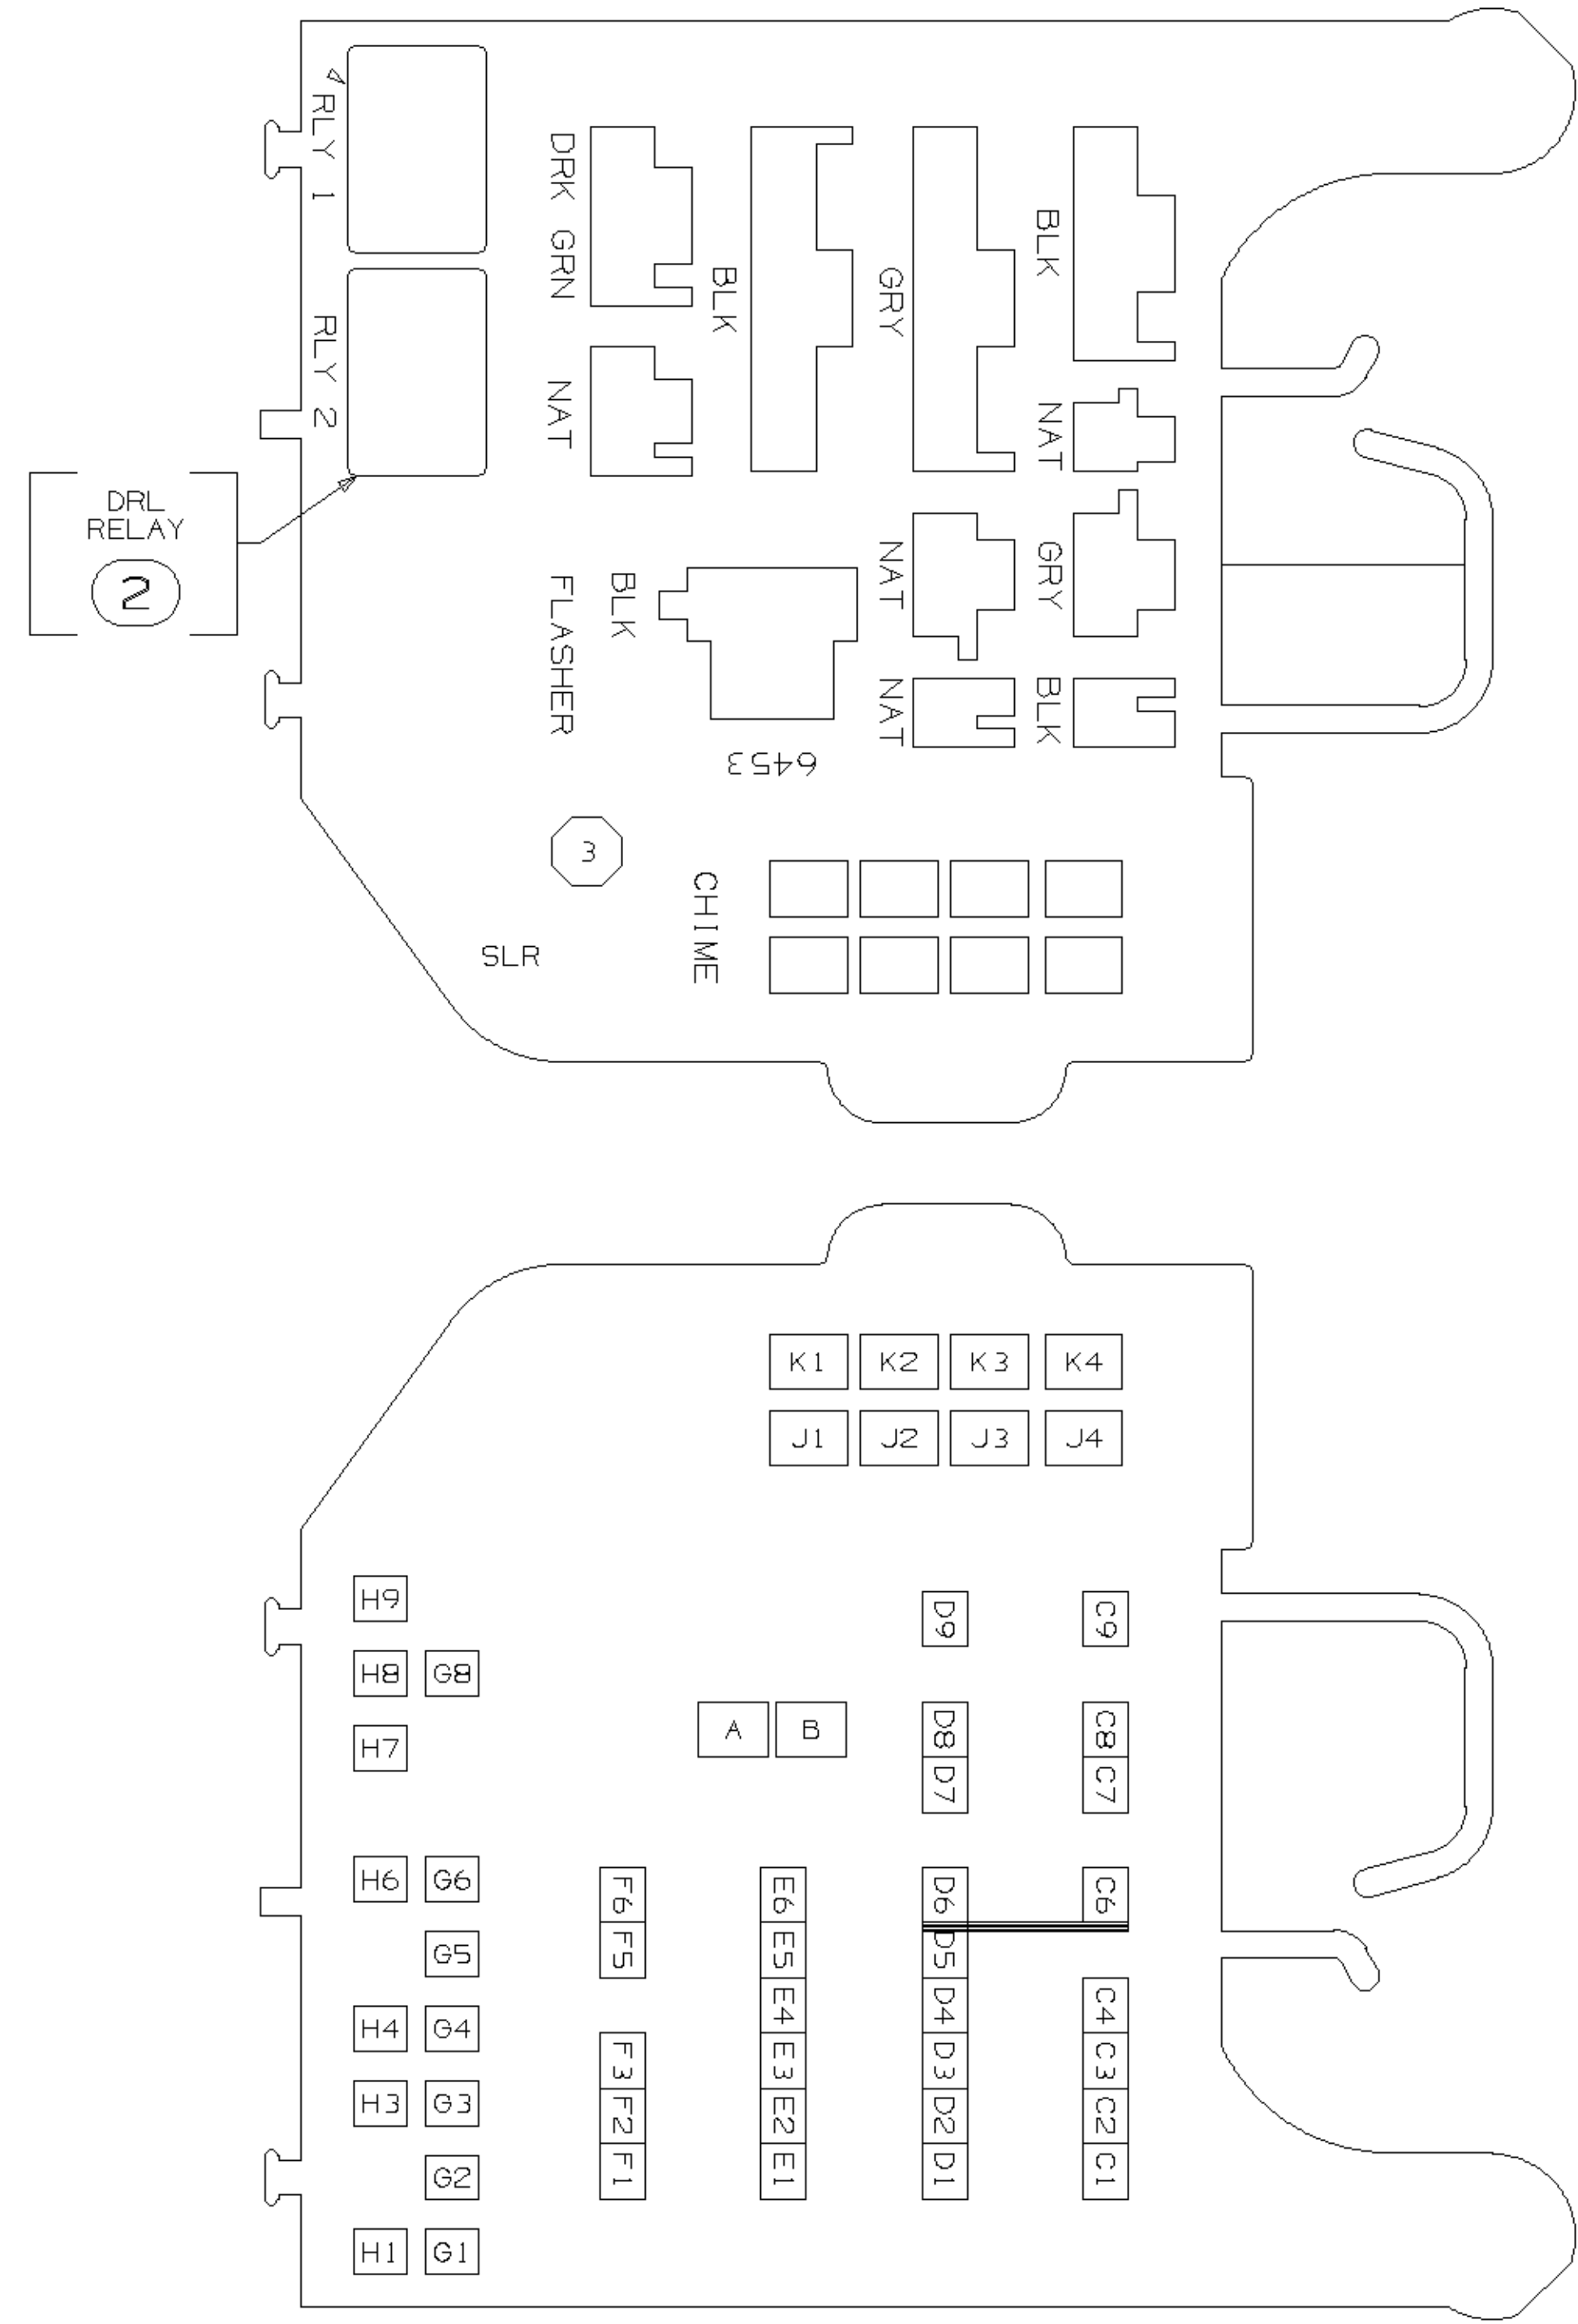 RLY 1
RLY 2
DRL
RELAY
2
DRK GRN
NAT
BLK
GRY
BLK
NAT
GRY
NAT
BLK
NAT
BLK
FLASHER
6453
3
CHIME
SLR
K1 K2 K3 K4
J1 J2 J3 J4
H9 D9 C9
H8 G8
A B D8 C8
H7 D7 C7
H6 G6 F6 E6 D6 C6
G5 F5 E5 D5
H4 G4 E4 D4 C4
H3 G3 F3 E3 D3 C3
F2 E2 D2 C2
G2 F1 E1 D1 C1
H1 G1